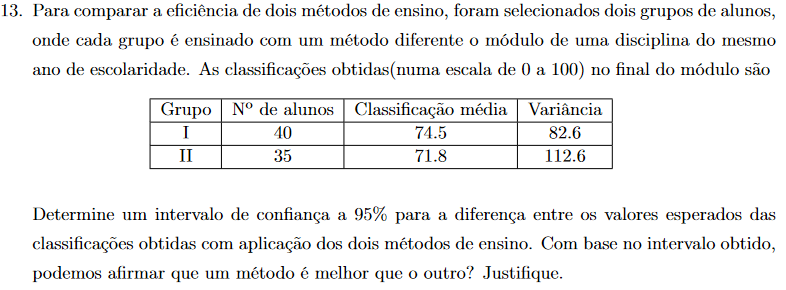 13. Para comparar a eficiência de dois métodos de ensino, foram selecionados dois grupos de alunos,
onde cada grupo é ensinado com um método diferente o módulo de uma disciplina do mesmo
ano de escolaridade. As classificações obtidas(numa escala de 0 a 100) no final do módulo são
Grupo Nº de alunos Classificação média Variância
I 40 74.5 82.6
II 35 71.8 112.6
Determine um intervalo de confiança a 95% para a diferença entre os valores esperados das
classificações obtidas com aplicação dos dois métodos de ensino. Com base no intervalo obtido,
podemos afirmar que um método é melhor que o outro? Justifique.